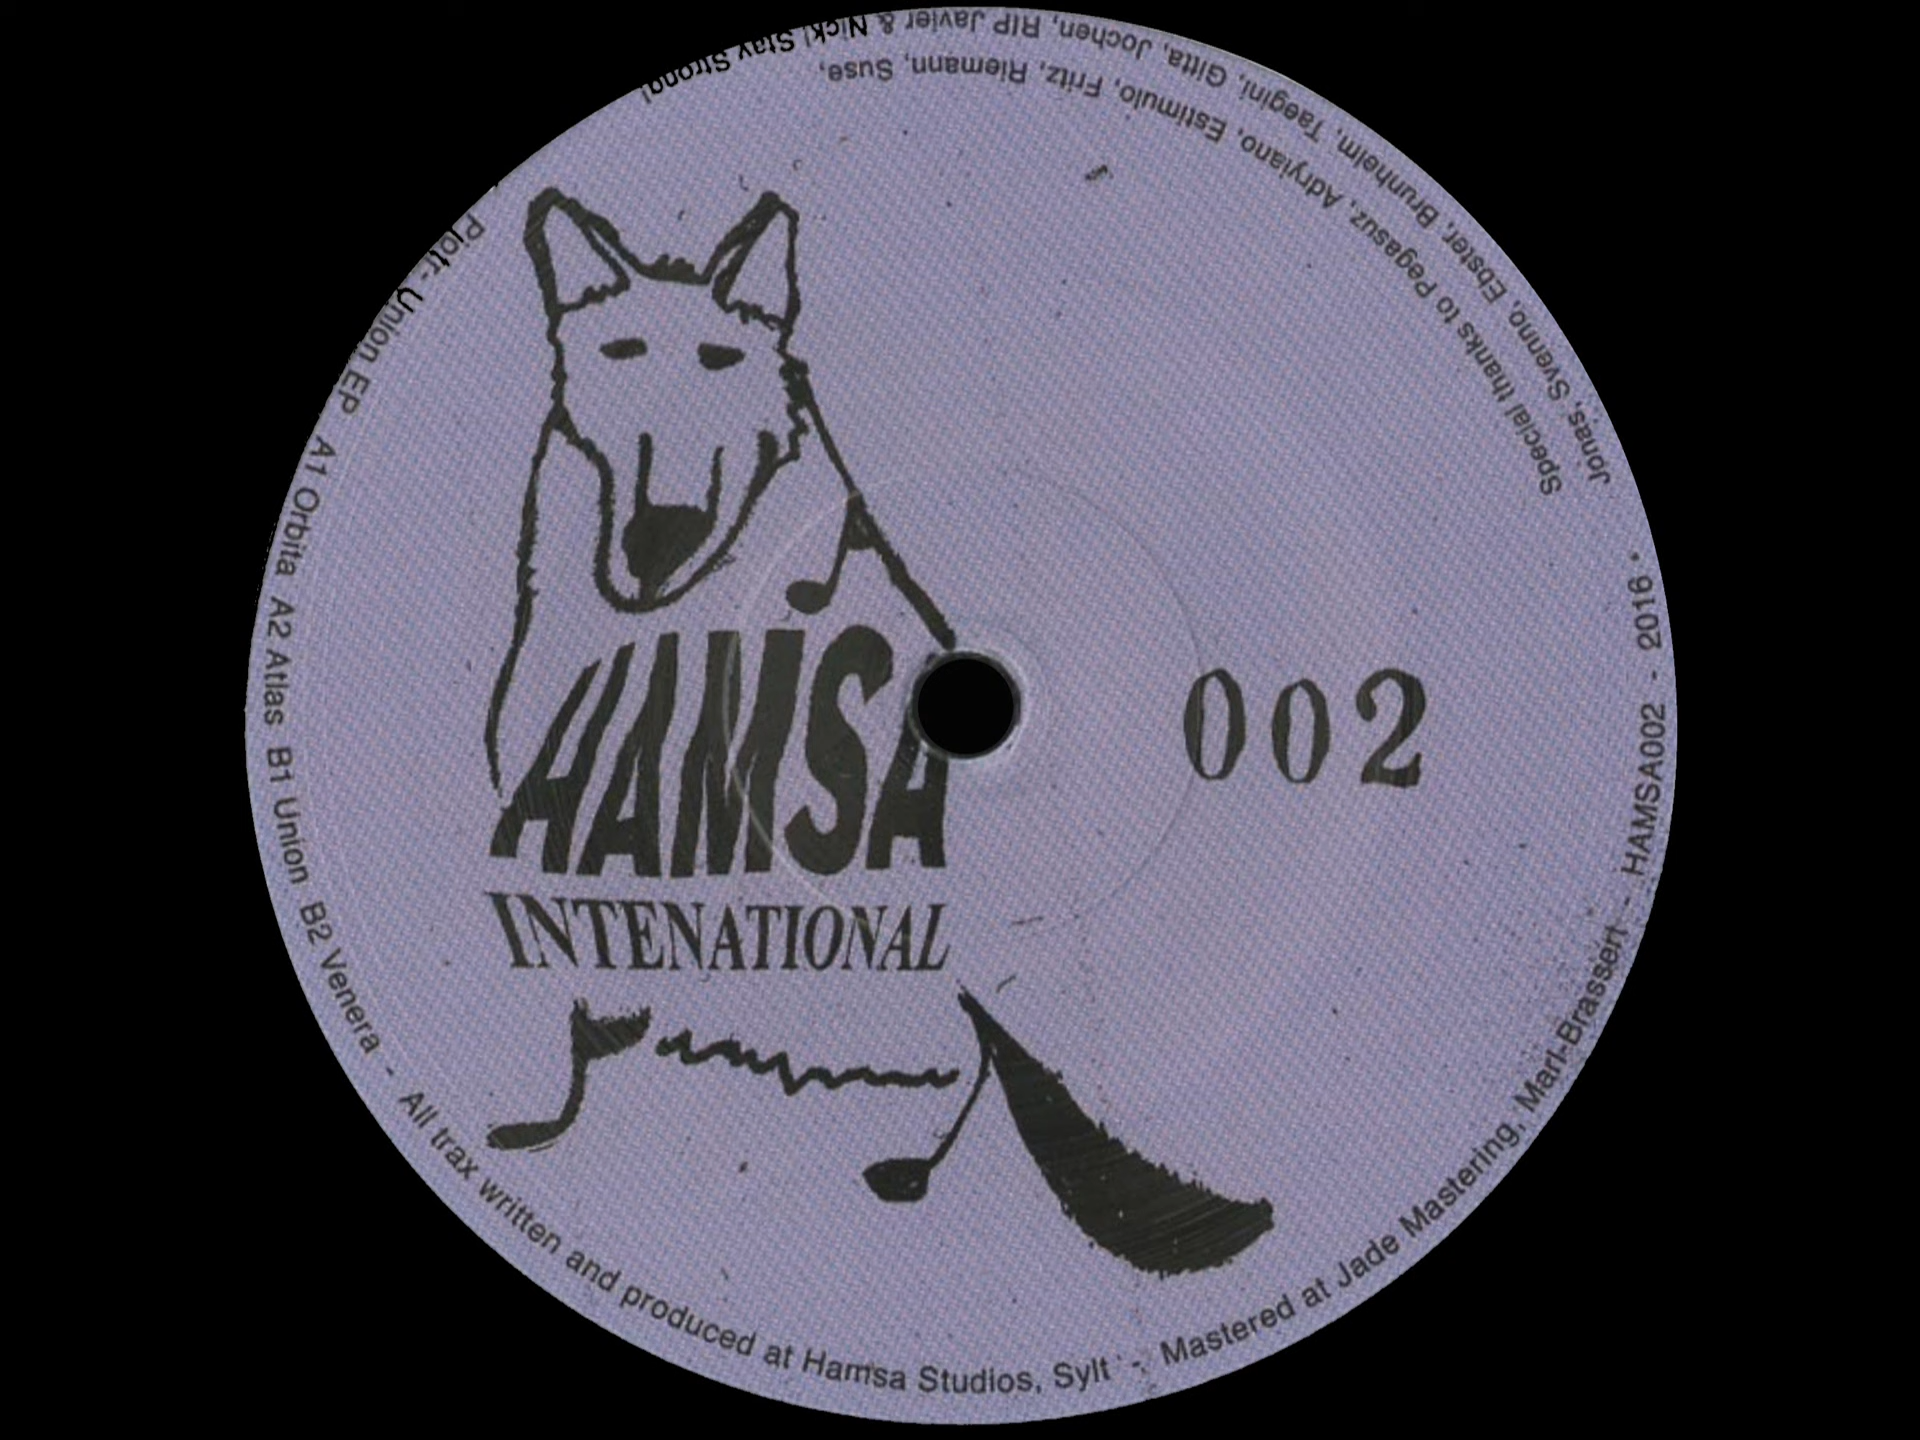 HAMSA
INTENATIONAL
002
Piotr- Union EP A1 Orbita A2 Atlas B1 Union B2 Venera - All trax written and produced at Hamsa Studios, Sylt - Mastered at Jade Mastering, Marl-Brassert - HAMSA002 - 2016 •
Special thanks to Pegasuz, Adryiano, Estimulo, Fritz, Riemann, Suse,
Jonas, Svenno, Ebster, Brunhelm, Taegini, Gitta, Jochen, RIP Javier & Nick! Stay Strong!